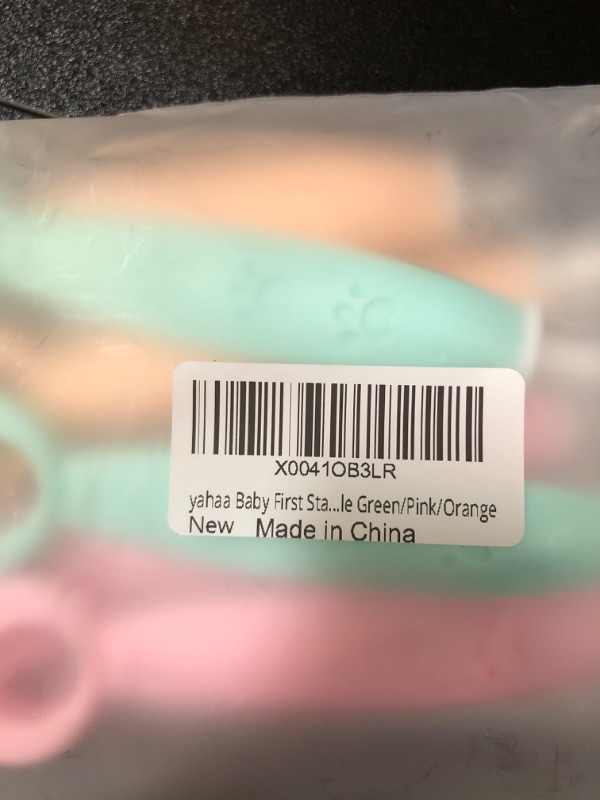 X0041OB3LR
yahaa Baby First Sta...le Green/Pink/Orange
New Made in China